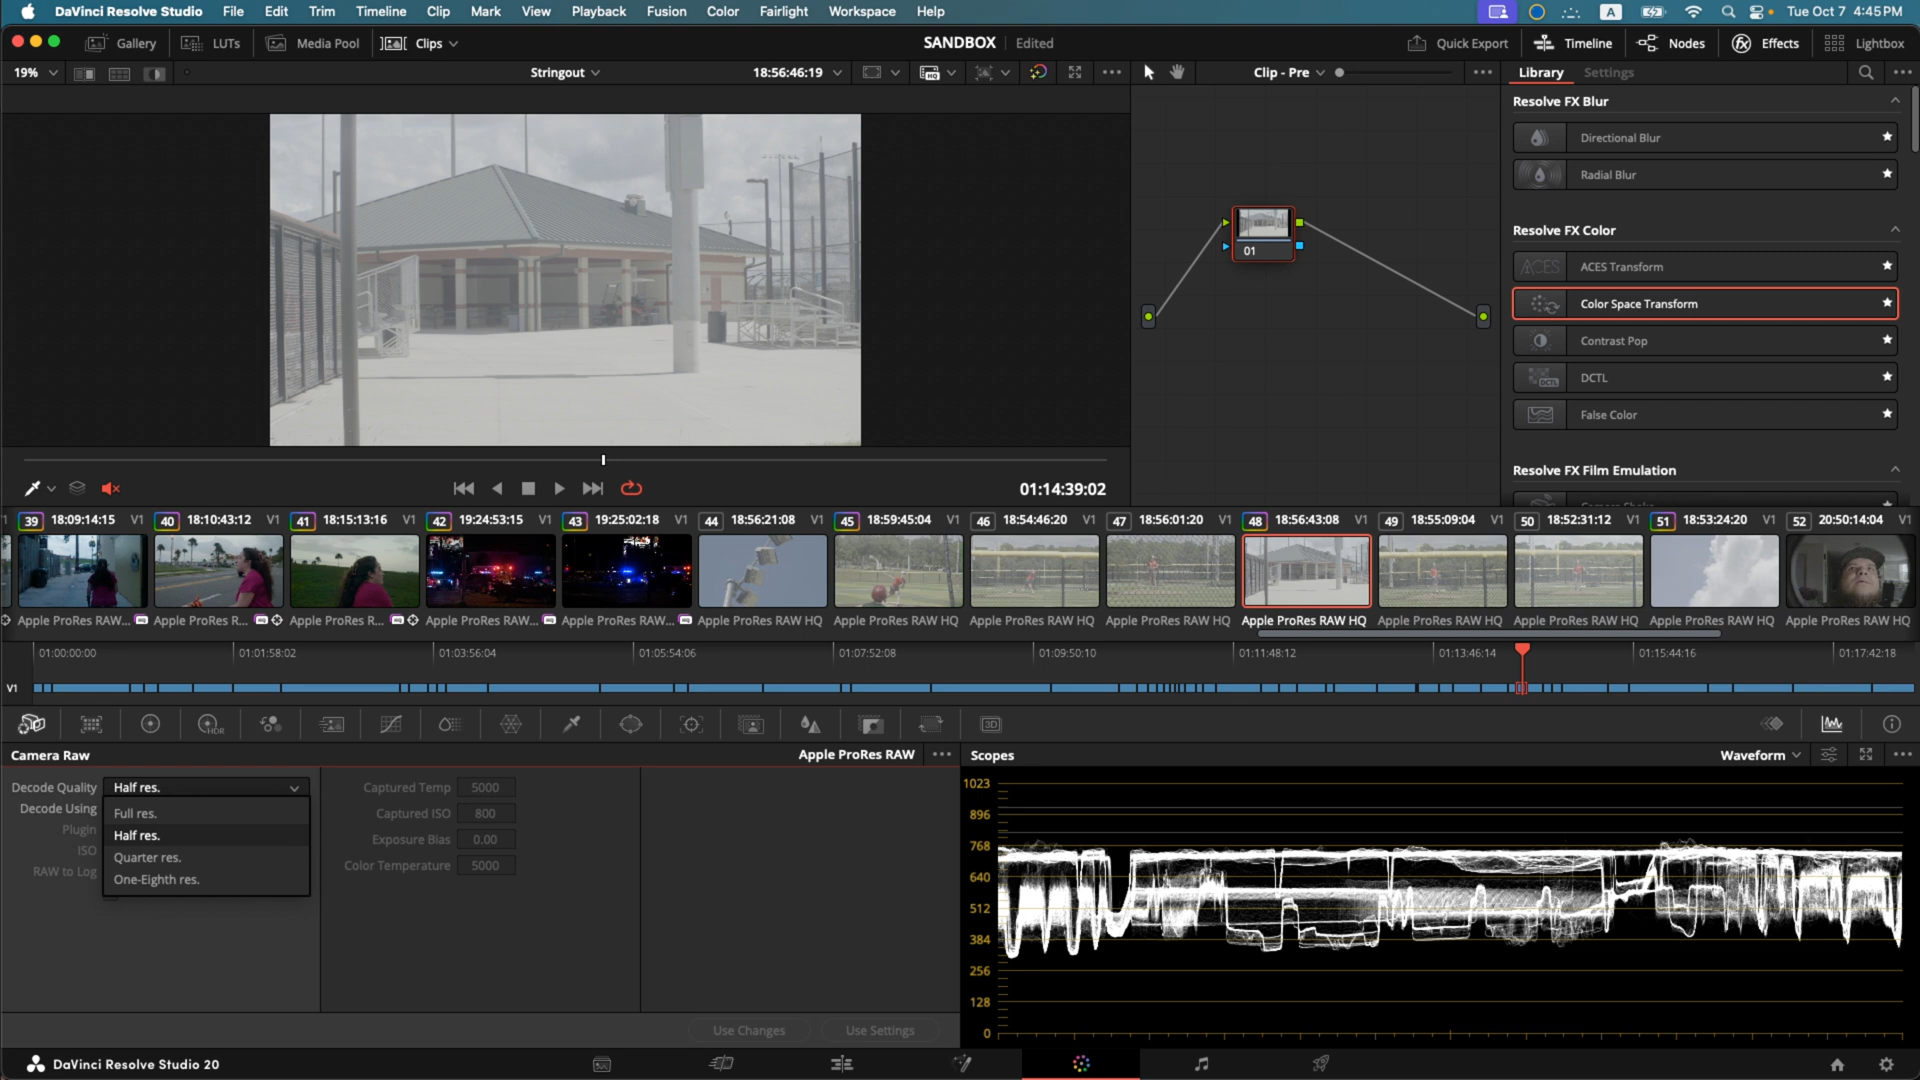 DaVinci Resolve Studio File Edit Trim Timeline Clip Mark View Playback Fusion Color Fairlight Workspace Help A Tue Oct 7 4:45 PM
Gallery LUTs Media Pool Clips SANDBOX Edited Quick Export Timeline Nodes Effects Lightbox
19% Stringout 18:56:46:19 HQ Clip - Pre Library Settings
Resolve FX Blur
Directional Blur
Radial Blur
Resolve FX Color
ACES ACES Transform
Color Space Transform
Contrast Pop
DCTL DCTL
False Color
Resolve FX Film Emulation
01
01:14:39:02
39 18:09:14:15 V1 40 18:10:43:12 V1 41 18:15:13:16 V1 42 19:24:53:15 V1 43 19:25:02:18 V1 44 18:56:21:08 V1 45 18:59:45:04 V1 46 18:54:46:20 V1 47 18:56:01:20 V1 48 18:56:43:08 V1 49 18:55:09:04 V1 50 18:52:31:12 V1 51 18:53:24:20 V1 52 20:50:14:04 V1
Apple ProRes RAW... Apple ProRes R... Apple ProRes R... Apple ProRes RAW... Apple ProRes RAW... Apple ProRes RAW HQ Apple ProRes RAW HQ Apple ProRes RAW HQ Apple ProRes RAW HQ Apple ProRes RAW HQ Apple ProRes RAW HQ Apple ProRes RAW HQ Apple ProRes RAW HQ Apple ProRes RAW HQ
01:00:00:00 01:01:58:02 01:03:56:04 01:05:54:06 01:07:52:08 01:09:50:10 01:11:48:12 01:13:46:14 01:15:44:16 01:17:42:18
V1
HDR 3D
Camera Raw Apple ProRes RAW Scopes Waveform
Decode Quality Half res. Captured Temp 5000
Decode Using Full res. Captured ISO 800
Plugin Half res. Exposure Bias 0.00
ISO Quarter res. Color Temperature 5000
RAW to Log One-Eighth res.
1023
896
768
640
512
384
256
128
0
Use Changes Use Settings
DaVinci Resolve Studio 20